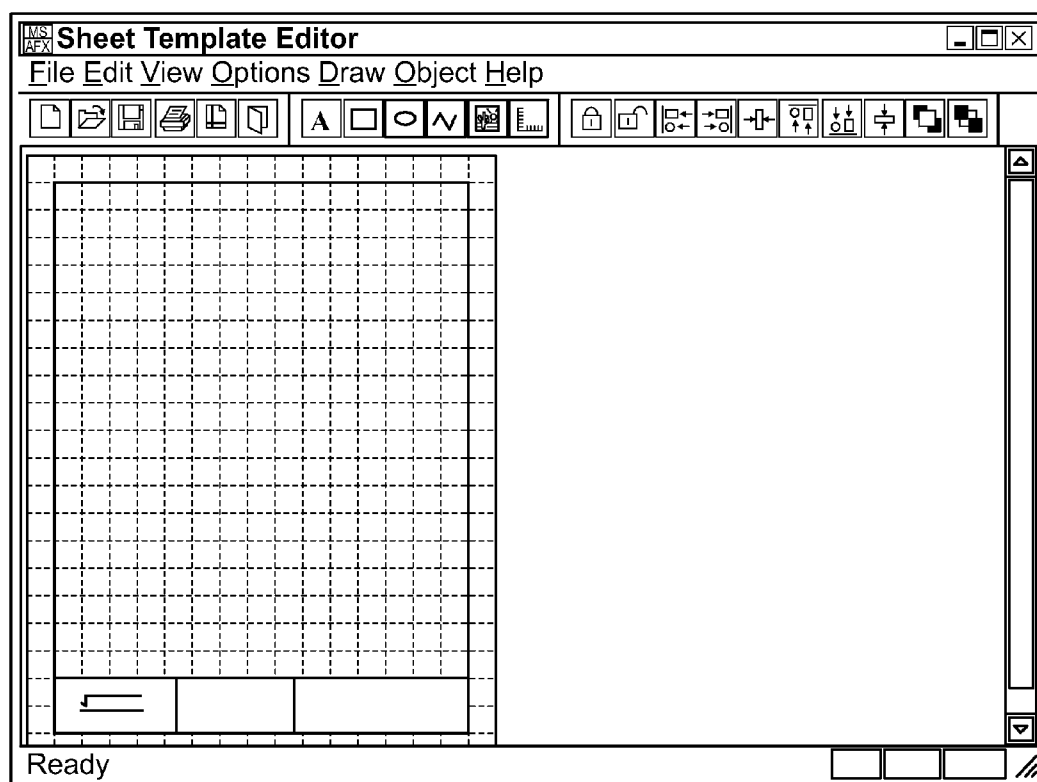 MS
AFX
Sheet Template Editor
File Edit View Options Draw Object Help
A
Ready